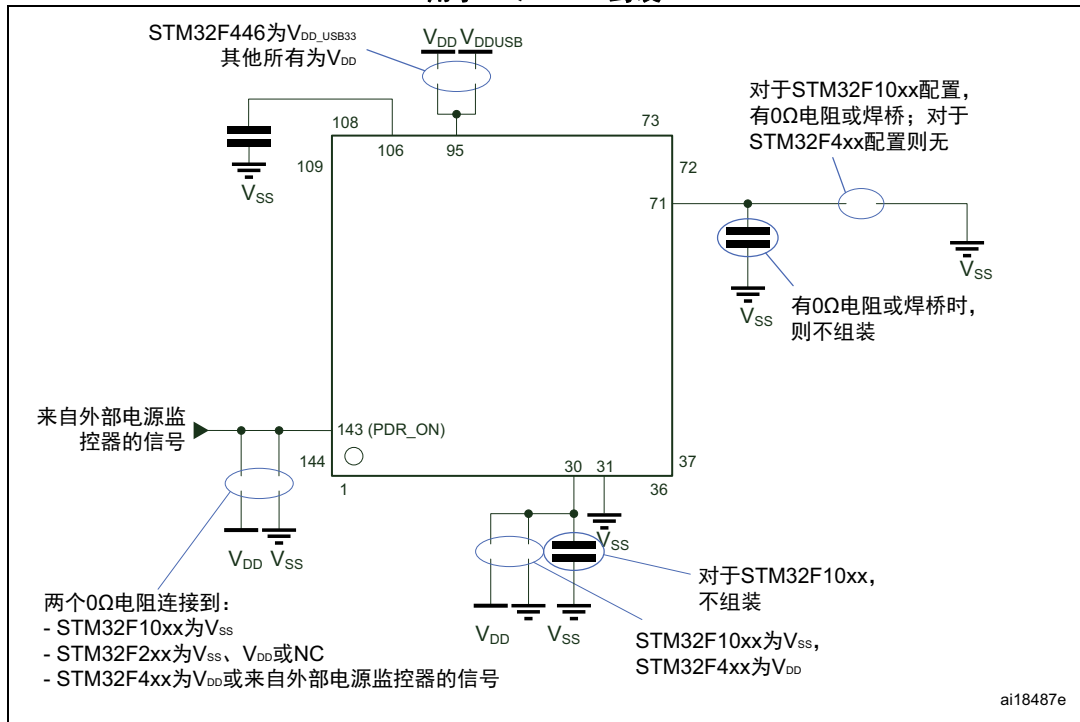 STM32F446为VDD_USB33
其他所有为VDD
VDD VDDUSB
对于STM32F10xx配置，
有0Ω电阻或焊桥；对于
STM32F4xx配置则无
108
73
106
95
109
72
VSS
71
VSS
VSS
有0Ω电阻或焊桥时，
则不组装
来自外部电源监
控器的信号
143 (PDR_ON)
144
37
30 31
1
36
VSS
VDD VSS
对于STM32F10xx，
不组装
VDD
VSS
两个0Ω电阻连接到：
- STM32F10xx为VSS
- STM32F2xx为VSS、VDD或NC
- STM32F4xx为VDD或来自外部电源监控器的信号
STM32F10xx为VSS，
STM32F4xx为VDD
ai18487e